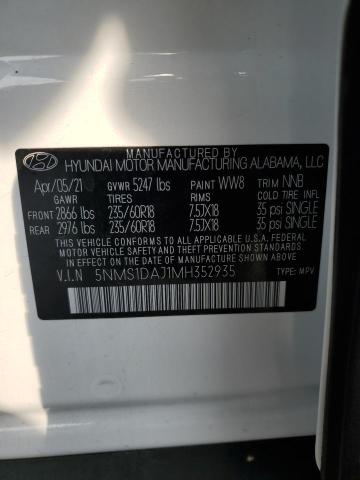 MANUFACTURED BY
HYUNDAI MOTOR MANUFACTURING ALABAMA, LLC
Apr/05/21 GVWR 5247 lbs PAINT WW8 TRIM NNB
GAWR TIRES RIMS COLD TIRE INFL
FRONT 2866 lbs 235/60R18 7.5JX18 35 psi SINGLE
REAR 2976 lbs 235/60R18 7.5JX18 35 psi SINGLE
THIS VEHICLE CONFORMS TO ALL APPLICABLE U.S.A. FEDERAL
MOTOR VEHICLE SAFETY STANDARDS IN EFFECT ON THE DATE OF
MANUFACTURE SHOWN ABOVE.
V.I.N 5NMS1DAJ1MH352935 TYPE: MPV